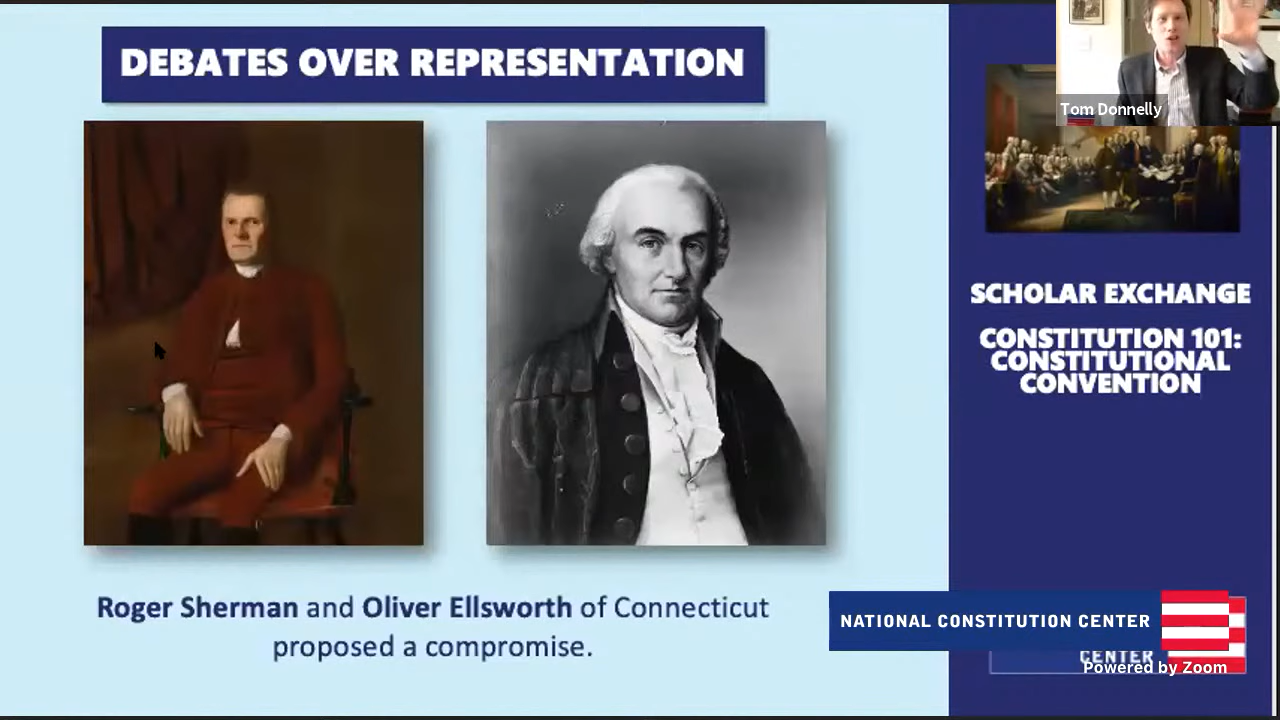 DEBATES OVER REPRESENTATION
Roger Sherman and Oliver Ellsworth of Connecticut
proposed a compromise.
Tom Donnelly
SCHOLAR EXCHANGE
CONSTITUTION 101:
CONSTITUTIONAL
CONVENTION
NATIONAL CONSTITUTION CENTER
CENTER
Powered by Zoom